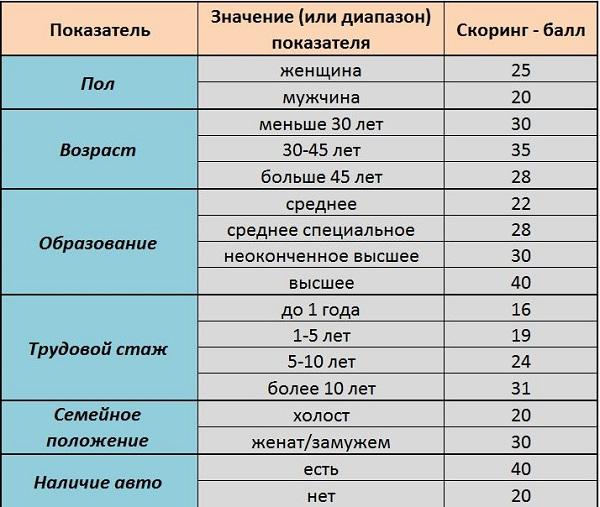 Показатель
Значение (или диапазон)
показателя
Скоринг - балл
Пол
женщина 25
мужчина 20
Возраст
меньше 30 лет 30
30-45 лет 35
больше 45 лет 28
Образование
среднее 22
среднее специальное 28
неоконченное высшее 30
высшее 40
Трудовой стаж
до 1 года 16
1-5 лет 19
5-10 лет 24
более 10 лет 31
Семейное
положение
холост 20
женат/замужем 30
Наличие авто
есть 40
нет 20